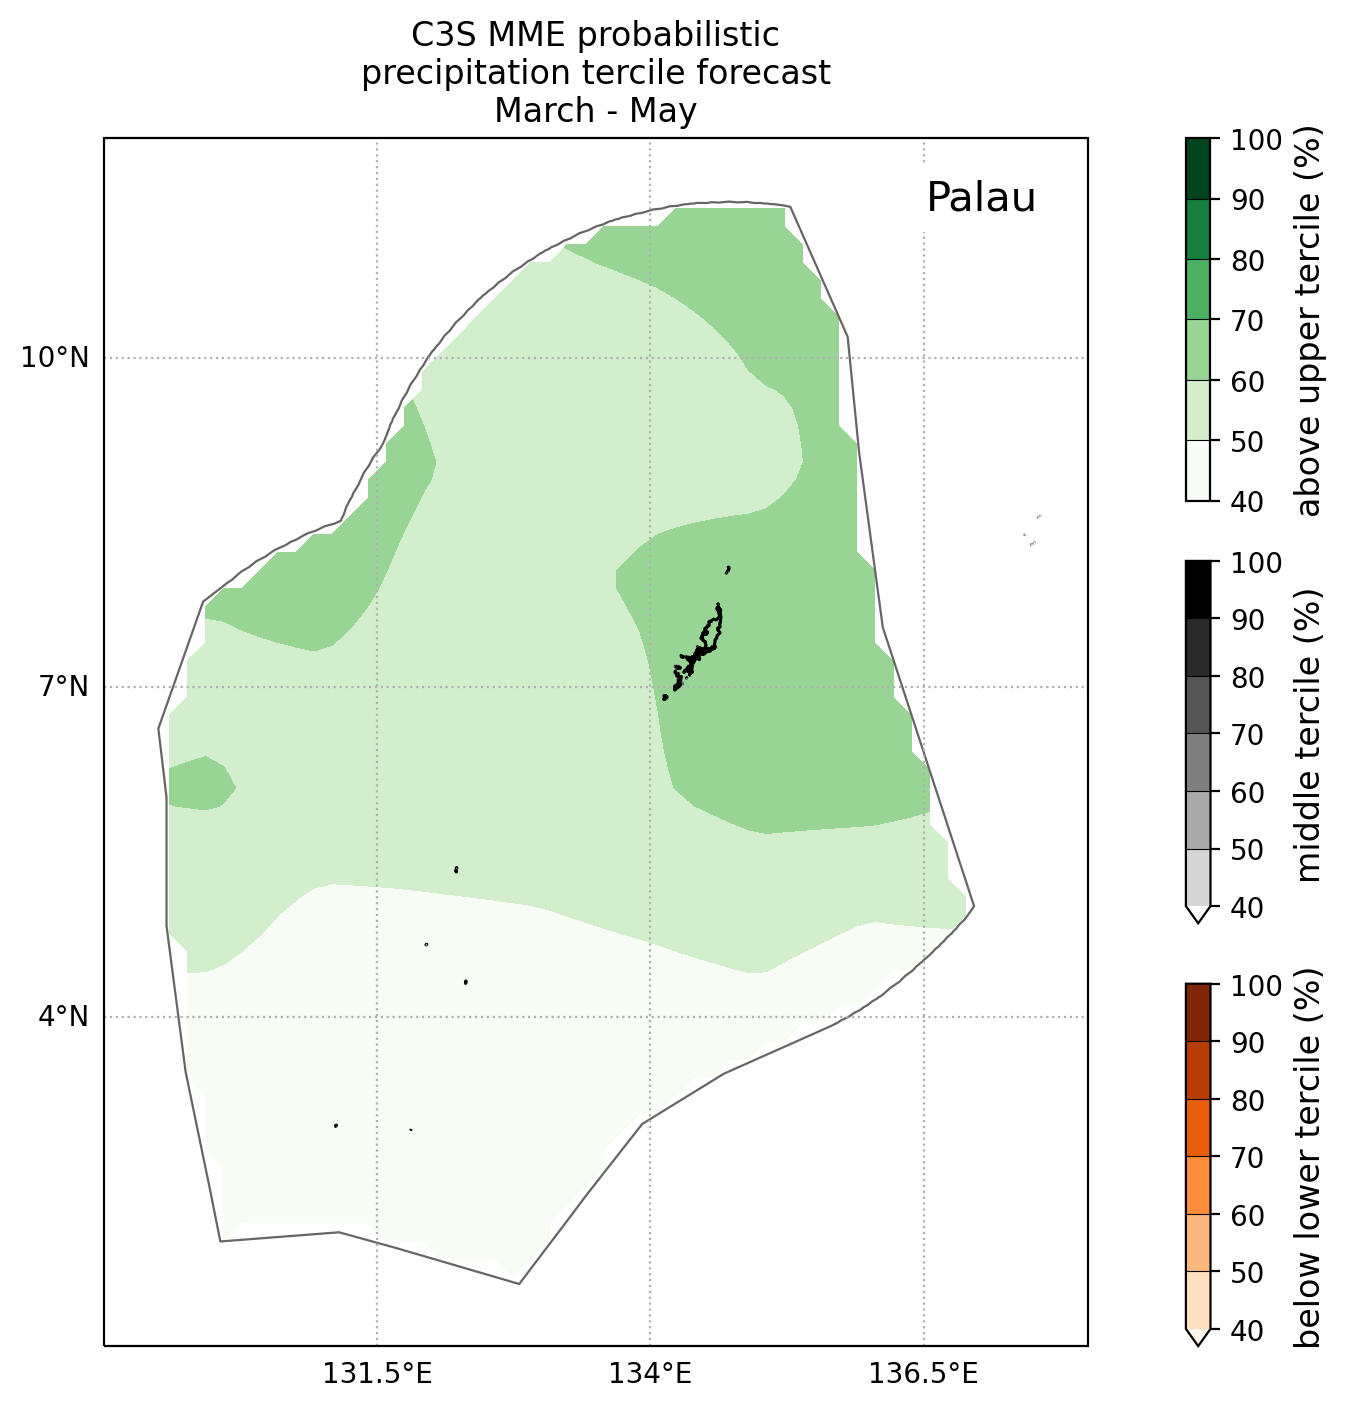 C3S MME probabilistic
precipitation tercile forecast
March - May
Palau
10°N
7°N
4°N
131.5°E
134°E
136.5°E
100
90
80
70
60
50
40
above upper tercile (%)
100
90
80
70
60
50
40
middle tercile (%)
100
90
80
70
60
50
40
below lower tercile (%)